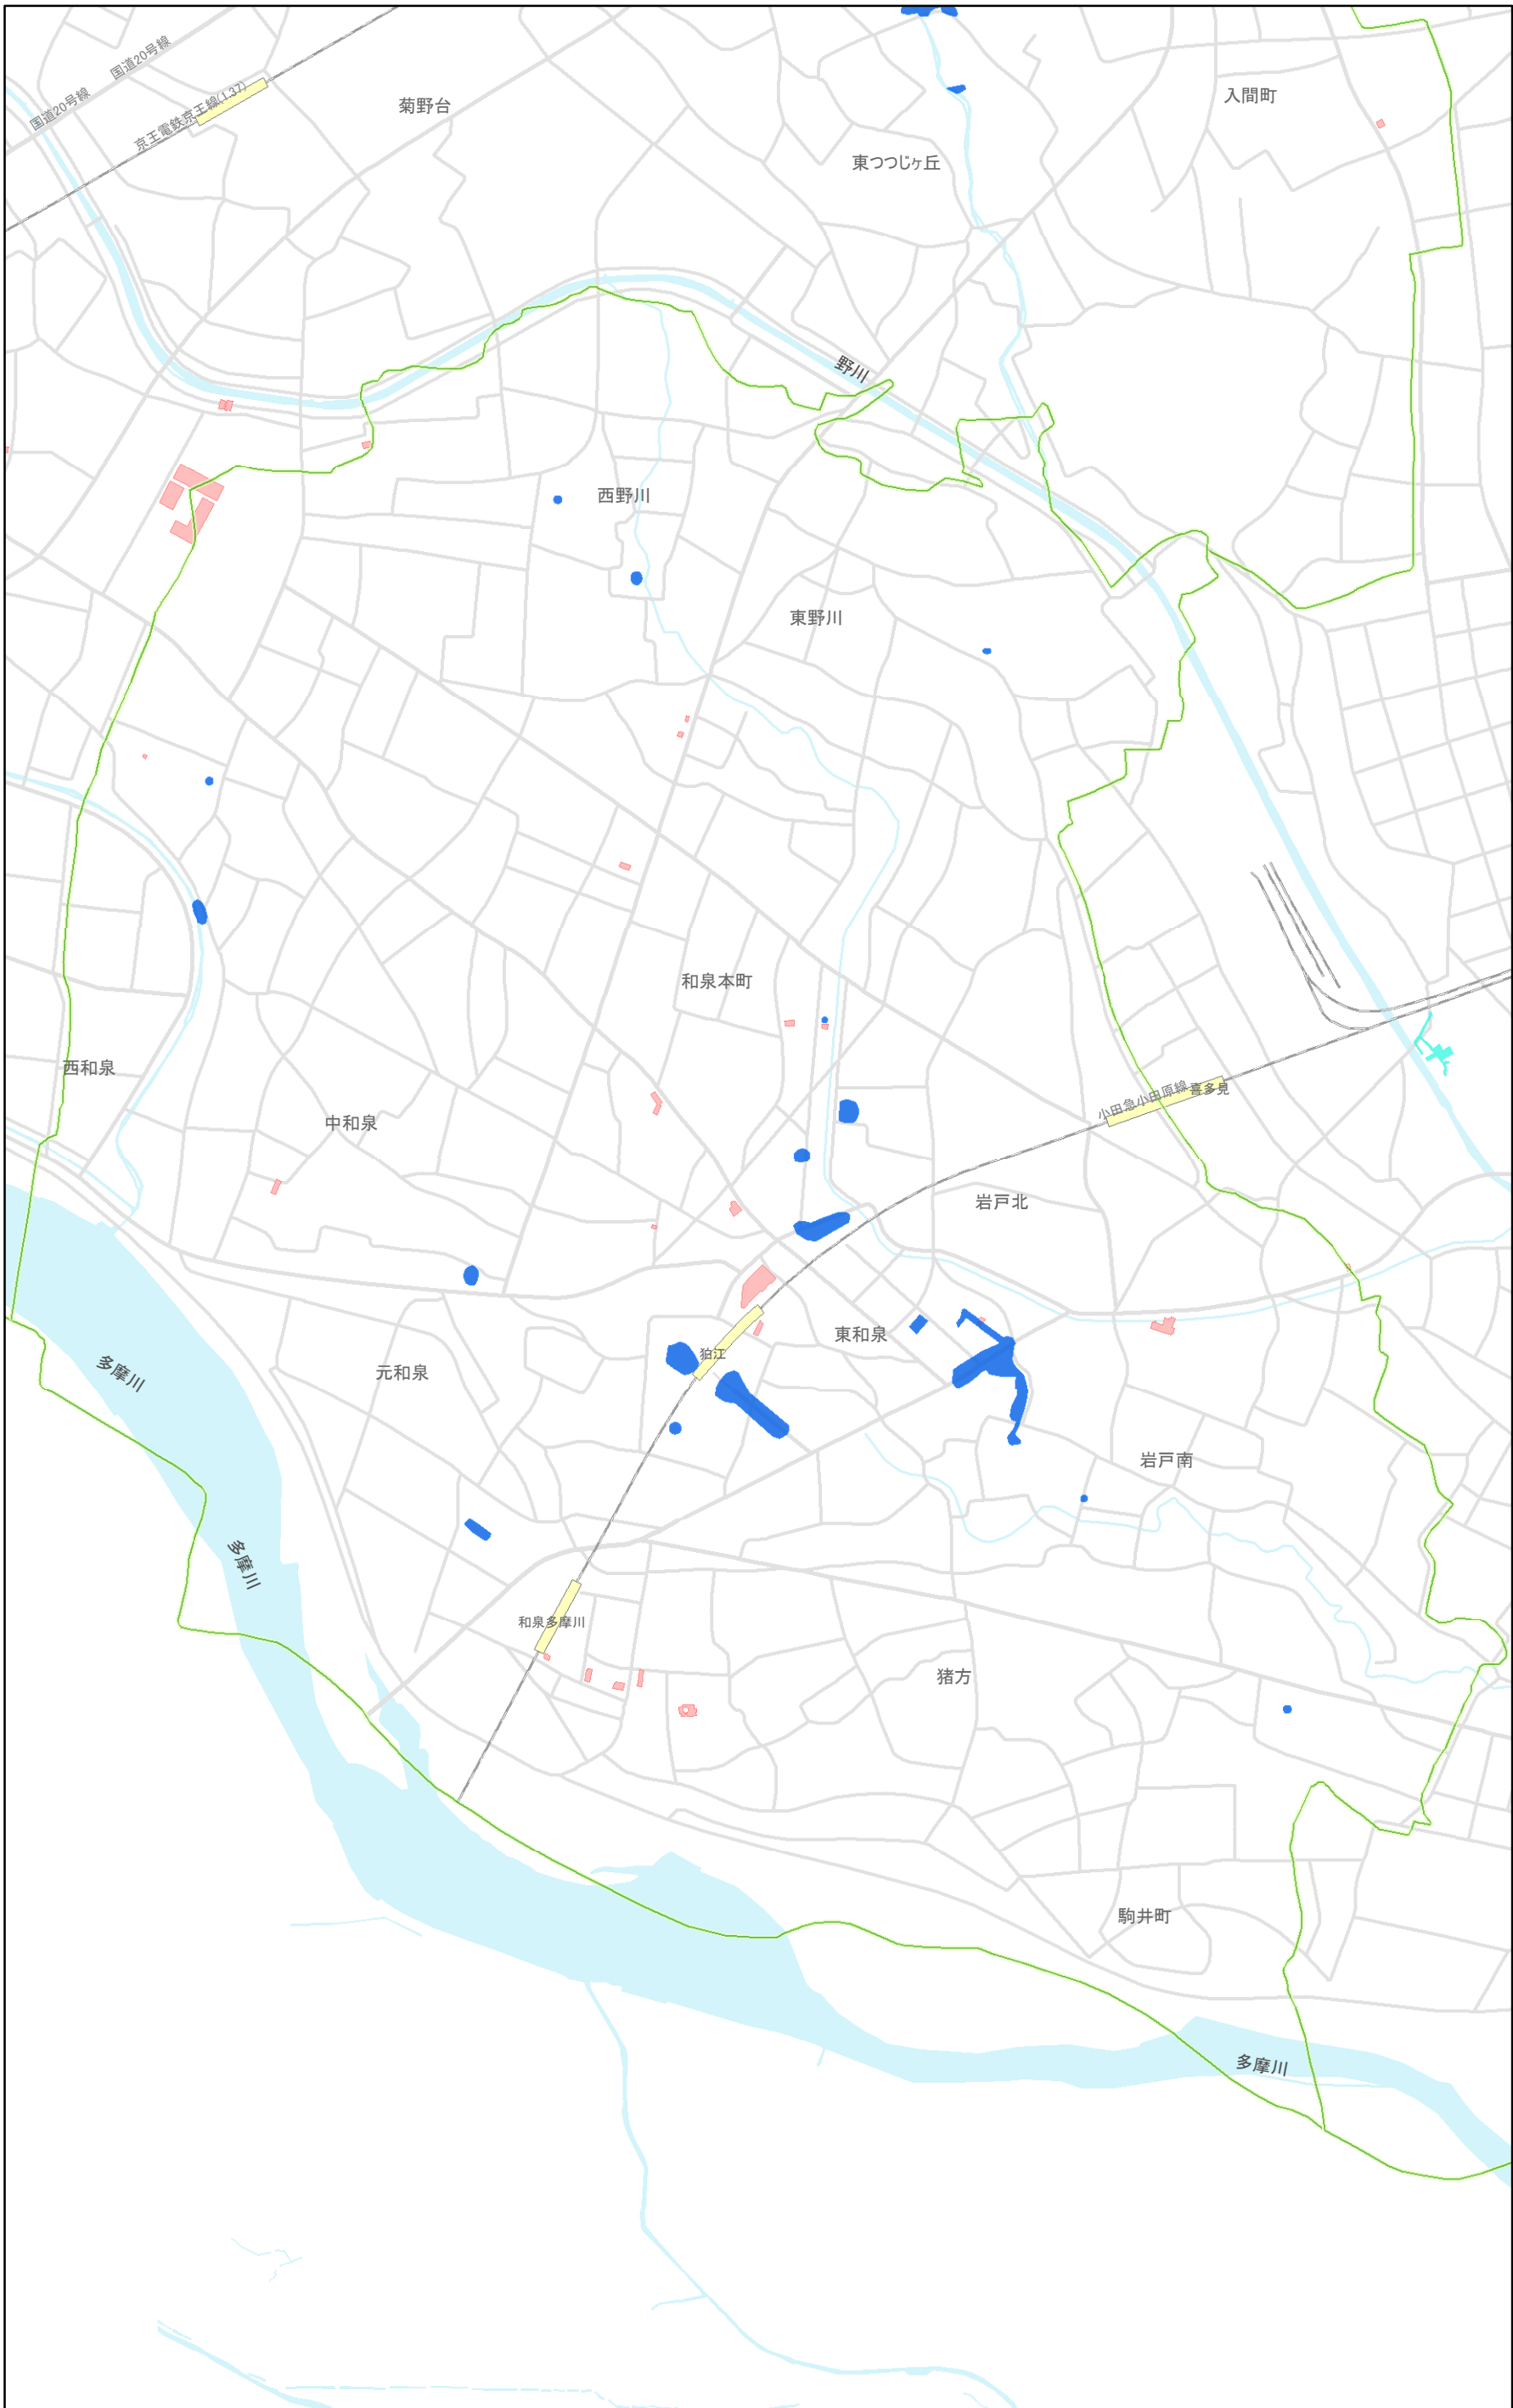 国道20号線
国道20号線
京王電鉄京王線(1.37)
菊野台
入間町
東つつじヶ丘
野川
西野川
東野川
和泉本町
西和泉
中和泉
小田急小田原線
喜多見
岩戸北
東和泉
狛江
元和泉
多摩川
岩戸南
多摩川
和泉多摩川
猪方
駒井町
多摩川